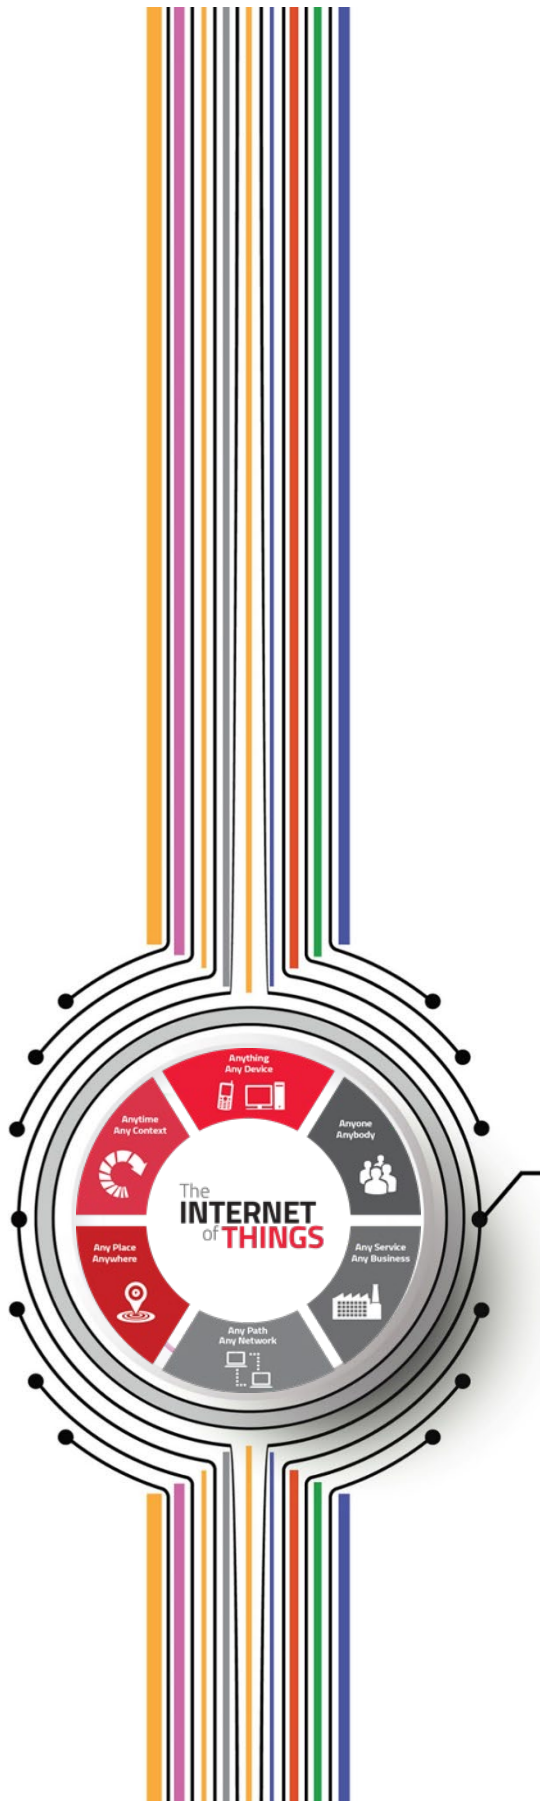 Anything
Any Device
Anyone
Anybody
Any Service
Any Business
Any Path
Any Network
Any Place
Anywhere
Anytime
Any Context
The
INTERNET
of THINGS